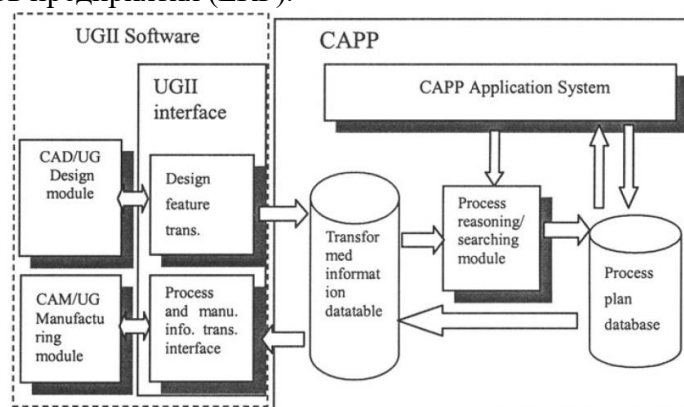 предприятия (ERP).
UGII Software
CAPP
UGII
interface
CAPP Application System
CAD/UG
Design
module
Design
feature
trans.
Transfor
med
informat
ion
datatable
Process
reasoning/
searching
module
Process
plan
database
CAM/UG
Manufactu
ring
module
Process
and manu.
info. trans.
interface